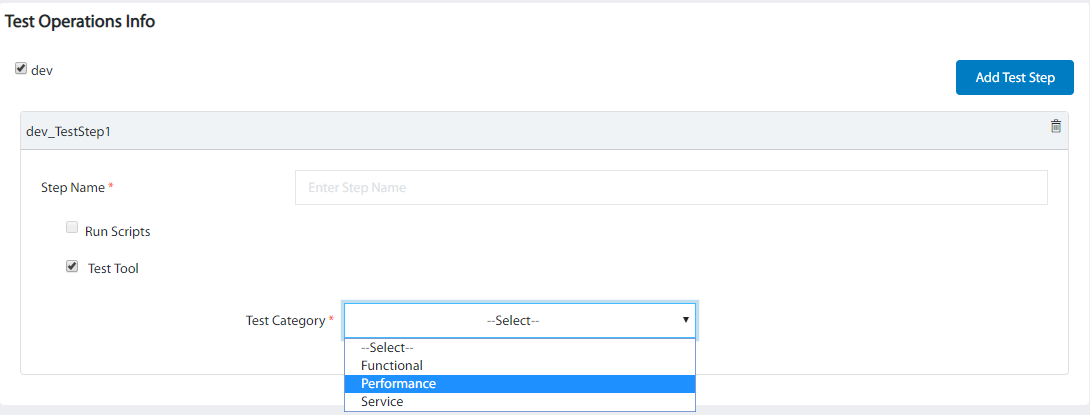 Test Operations Info
dev
Add Test Step
dev_TestStep1
Step Name *
Enter Step Name
Run Scripts
Test Tool
Test Category *
--Select--
--Select--
Functional
Performance
Service